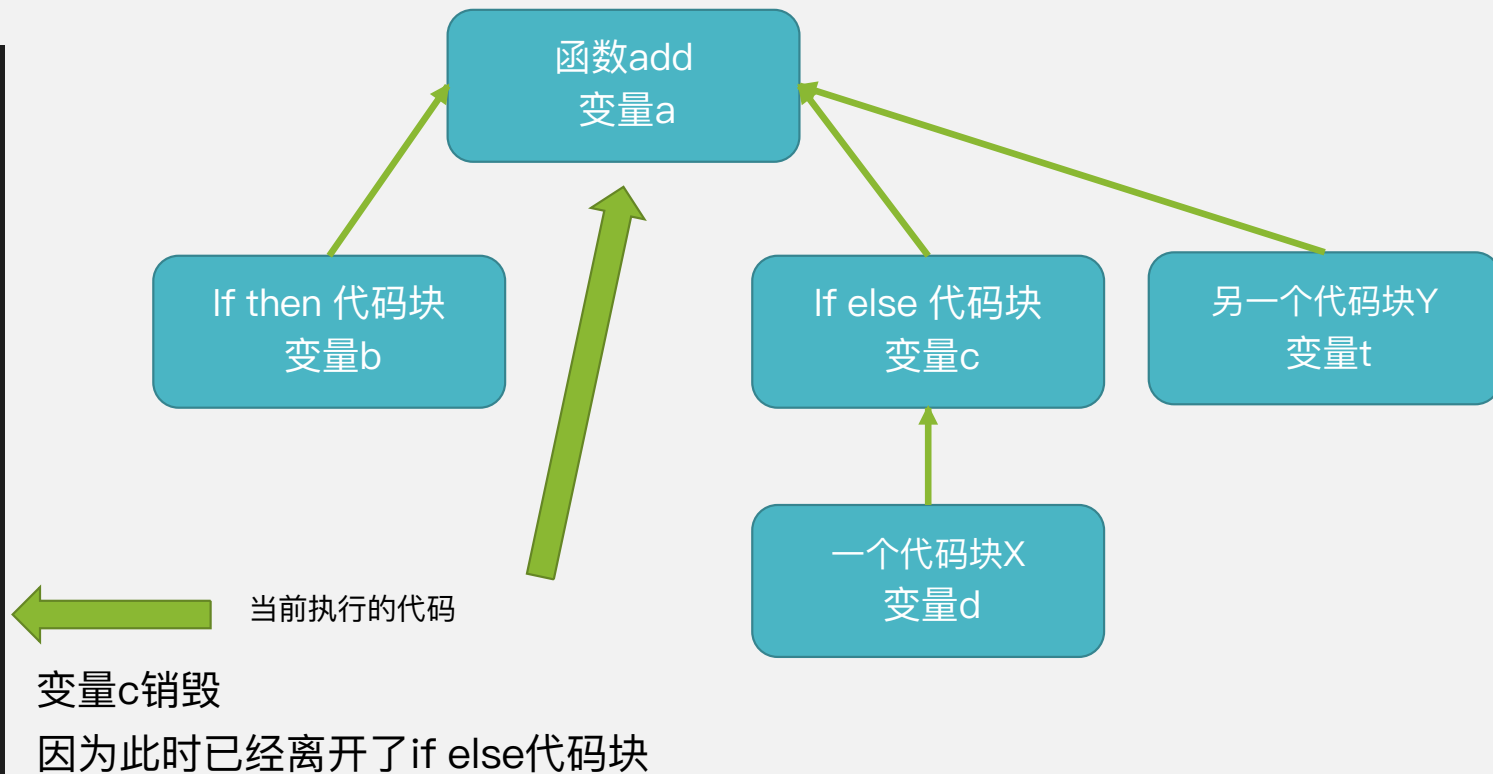 函数add
变量a
If then 代码块
变量b
If else 代码块
变量c
另一个代码块Y
变量t
一个代码块X
变量d
当前执行的代码
变量c销毁
因为此时已经离开了if else代码块